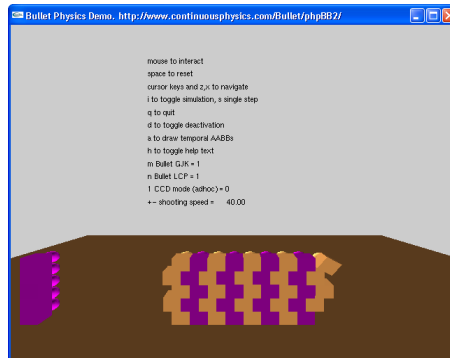 Bullet Physics Demo. http://www.continuousphysics.com/Bullet/phpBB2/
mouse to interact
space to reset
cursor keys and z,x to navigate
i to toggle simulation, s single step
q to quit
d to toggle deactivation
a to draw temporal AABBs
h to toggle help text
m Bullet GJK = 1
n Bullet LCP = 1
1 CCD mode (adhoc) = 0
+- shooting speed = 40.00